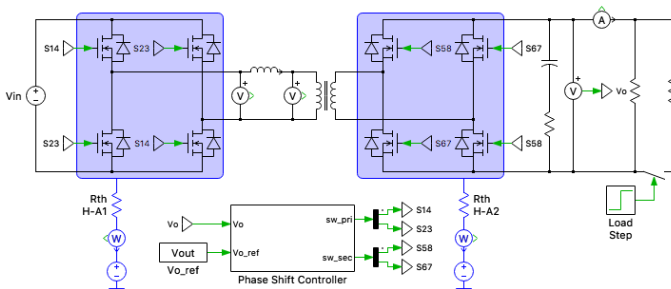 S14
S23
S58
S67
A
Vin
V
V
V
Vo
S23
S14
S67
S58
Rth
H-A1
Rth
H-A2
W
W
Vo
Vo
sw_pri
S14
S23
Vout
Vo_ref
sw_sec
S58
S67
Vo_ref
Phase Shift Controller
Load
Step